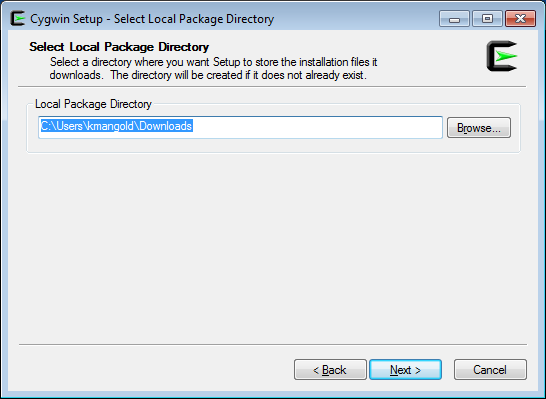 Cygwin Setup - Select Local Package Directory
Select Local Package Directory
Select a directory where you want Setup to store the installation files it
downloads. The directory will be created if it does not already exist.
Local Package Directory
C:\Users\kmangold\Downloads
Browse...
< Back
Next >
Cancel